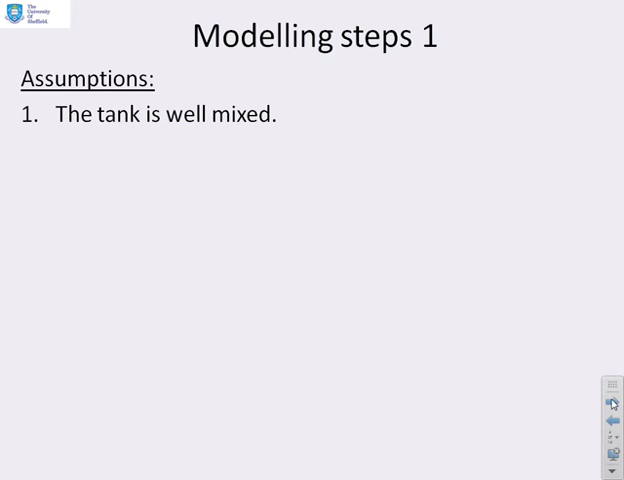 The
University
Of
Sheffield.
Modelling steps 1
Assumptions:
1. The tank is well mixed.